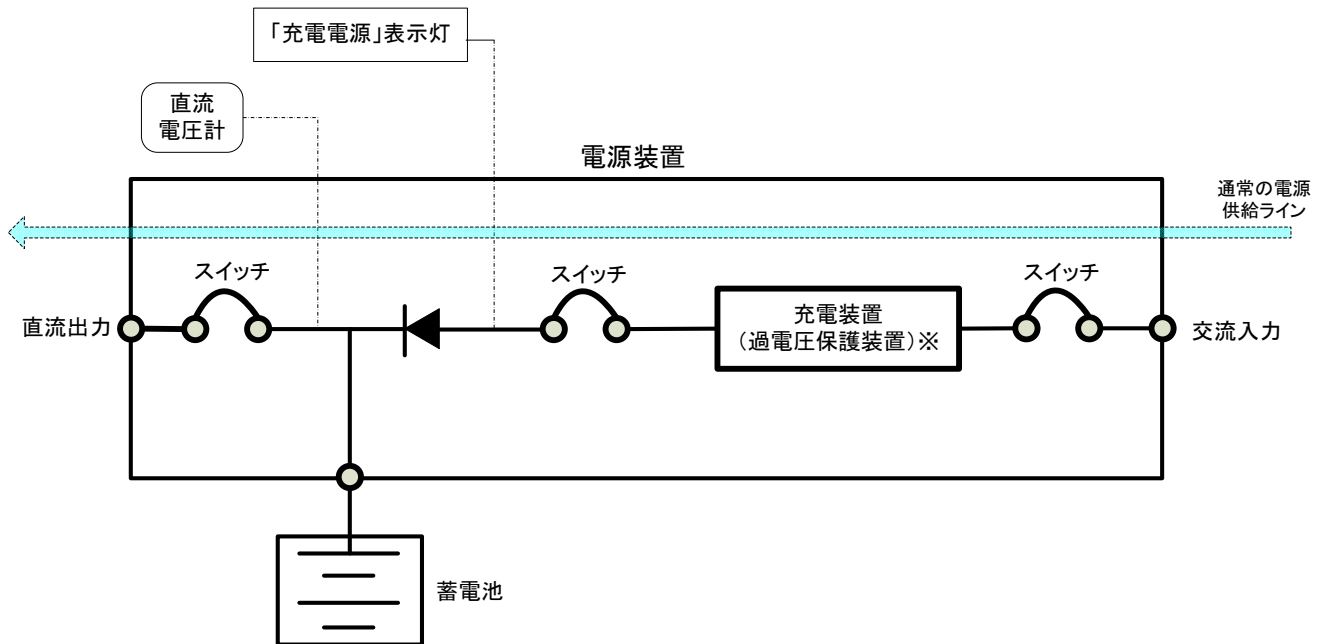 「充電電源」表示灯
直流
電圧計
電源装置
通常の電源
供給ライン
スイッチ
スイッチ
スイッチ
直流出力
充電装置
(過電圧保護装置)※
交流入力
蓄電池